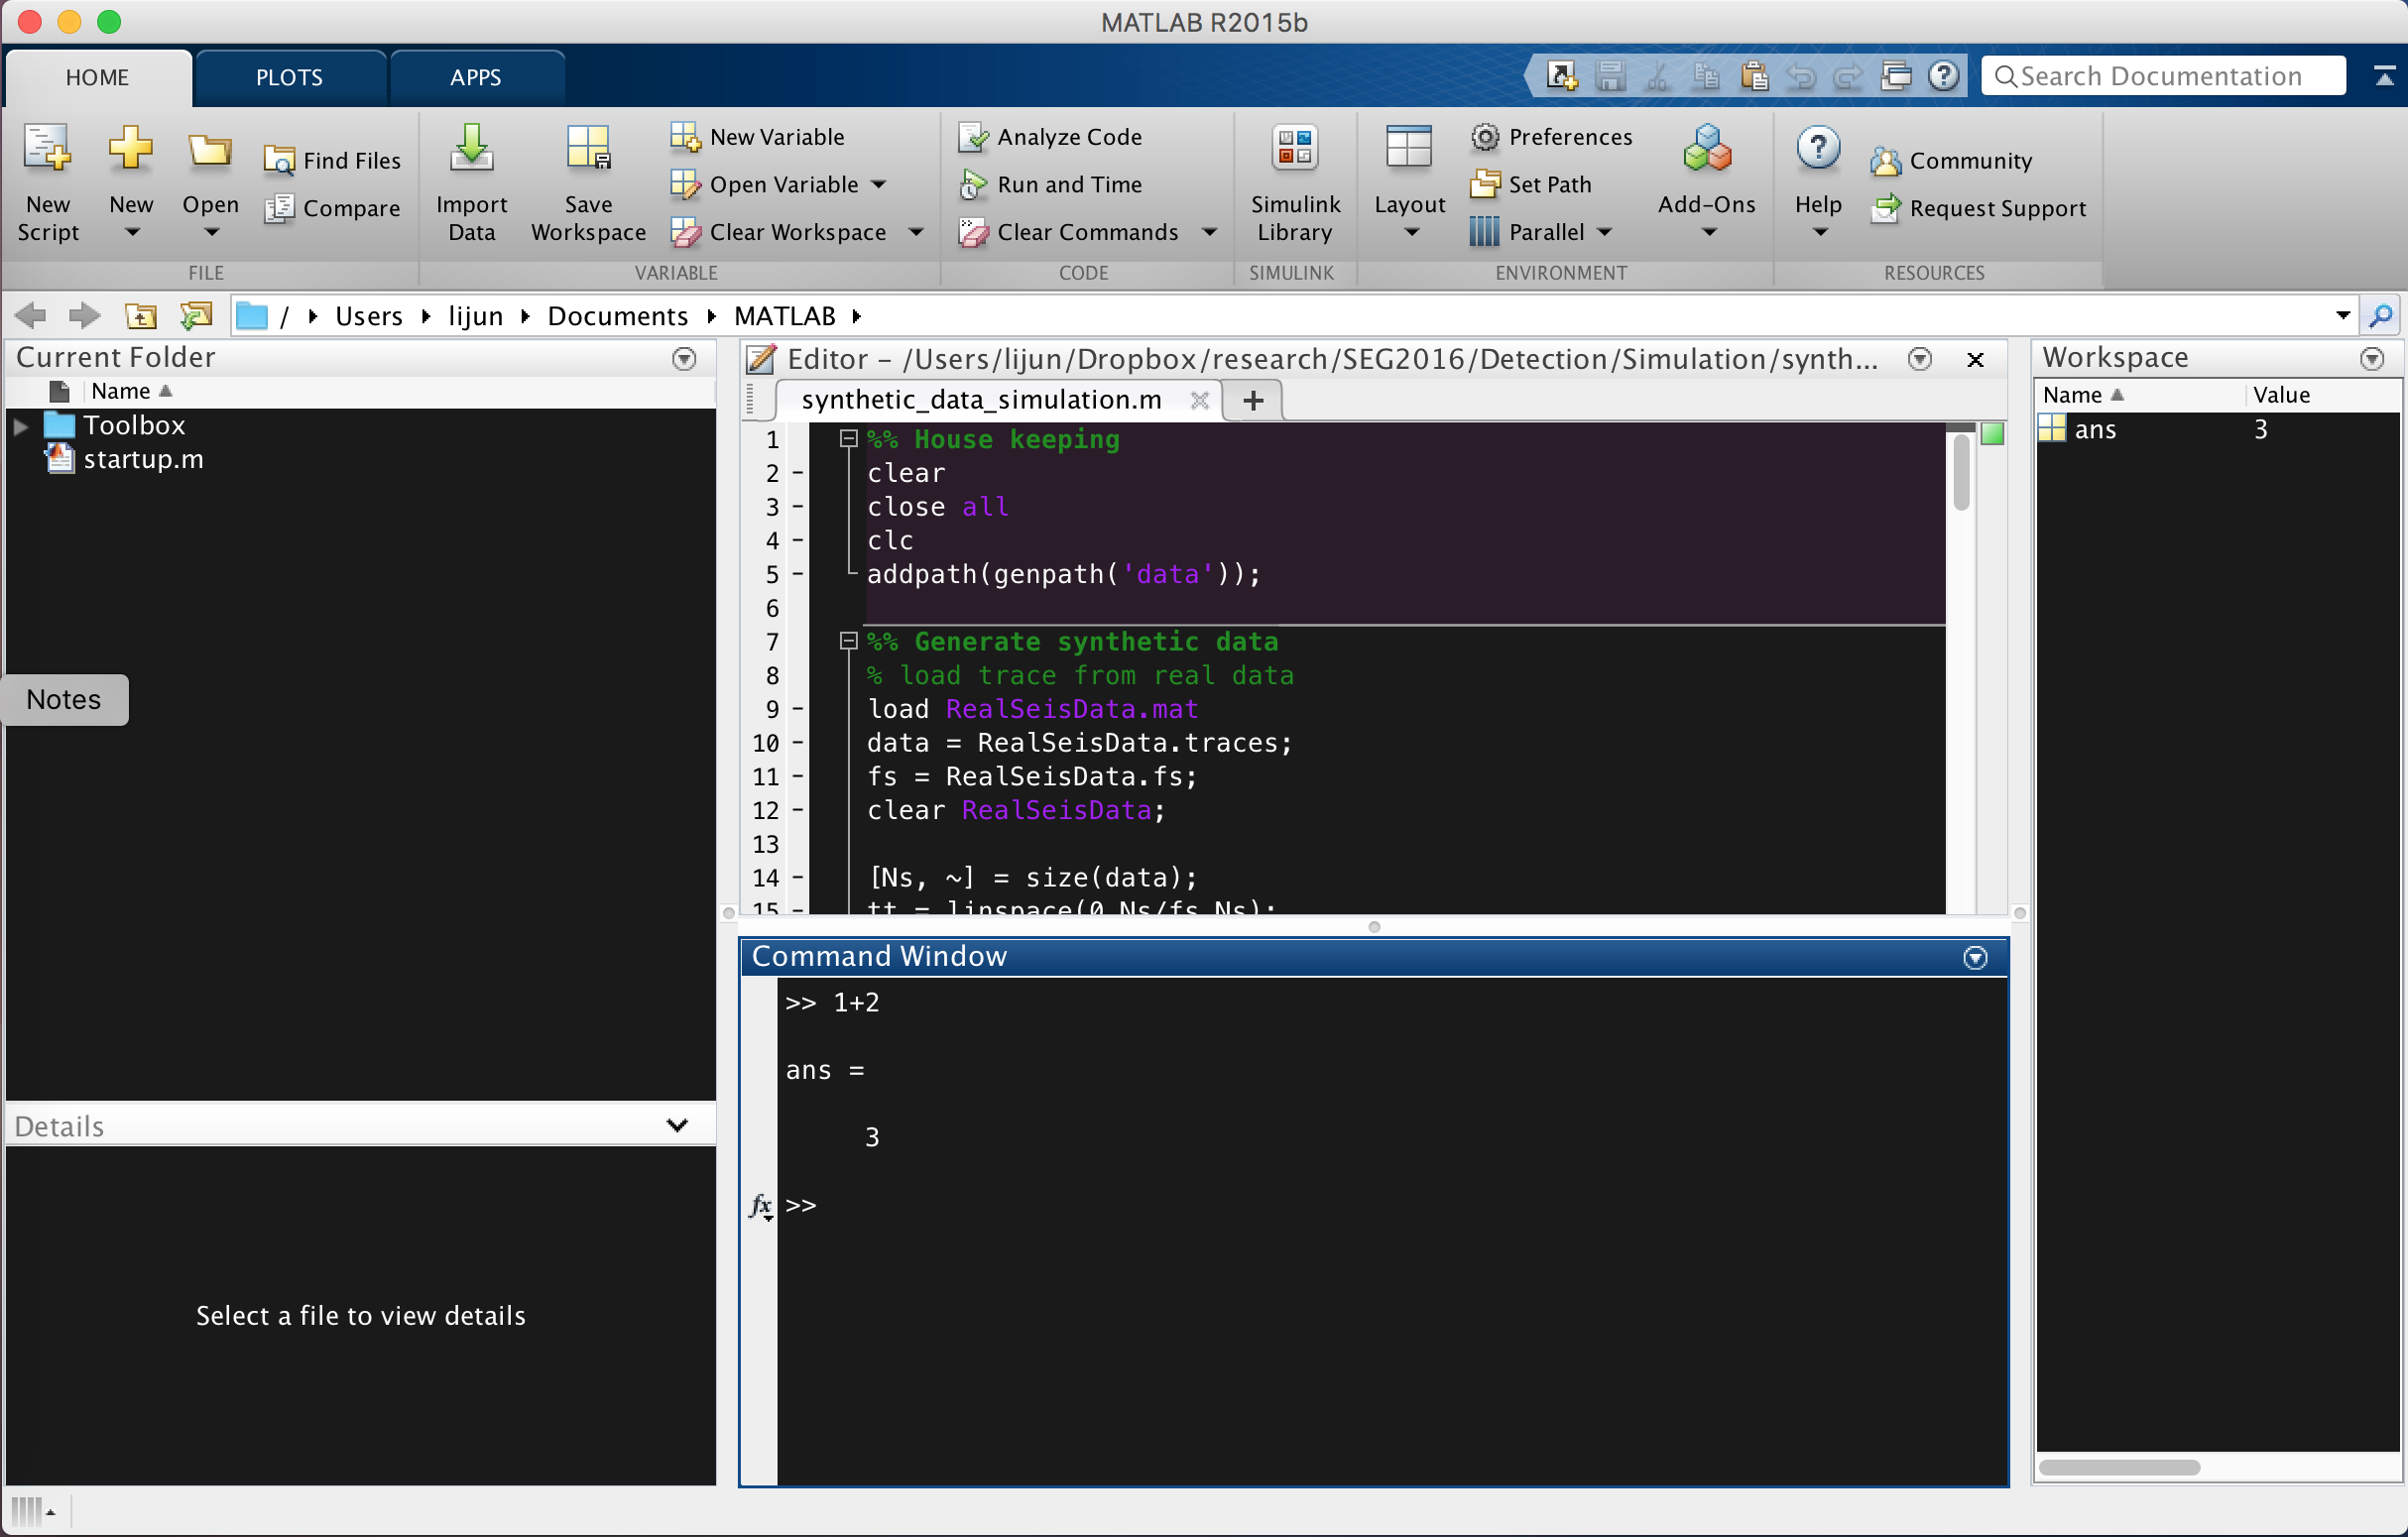 MATLAB R2015b
HOME PLOTS APPS
Search Documentation
New Script
New
Open
Find Files
Compare
FILE
Import Data
Save Workspace
New Variable
Open Variable
Clear Workspace
VARIABLE
Analyze Code
Run and Time
Clear Commands
CODE
Simulink Library
SIMULINK
Layout
Preferences
Set Path
Parallel
Add-Ons
ENVIRONMENT
Help
Community
Request Support
RESOURCES
/ Users lijun Documents MATLAB
Current Folder
Name
Toolbox
startup.m
Notes
Details
Select a file to view details
Editor - /Users/lijun/Dropbox/research/SEG2016/Detection/Simulation/synth...
synthetic_data_simulation.m
1 %% House keeping
2 - clear
3 - close all
4 - clc
5 - addpath(genpath('data'));
6
7 %% Generate synthetic data
8 % load trace from real data
9 - load RealSeisData.mat
10 - data = RealSeisData.traces;
11 - fs = RealSeisData.fs;
12 - clear RealSeisData;
13
14 - [Ns, ~] = size(data);
15 - tt = linspace(0,Ns/fs,Ns);
Command Window
>> 1+2
ans =
3
fx >>
Workspace
Name Value
ans 3